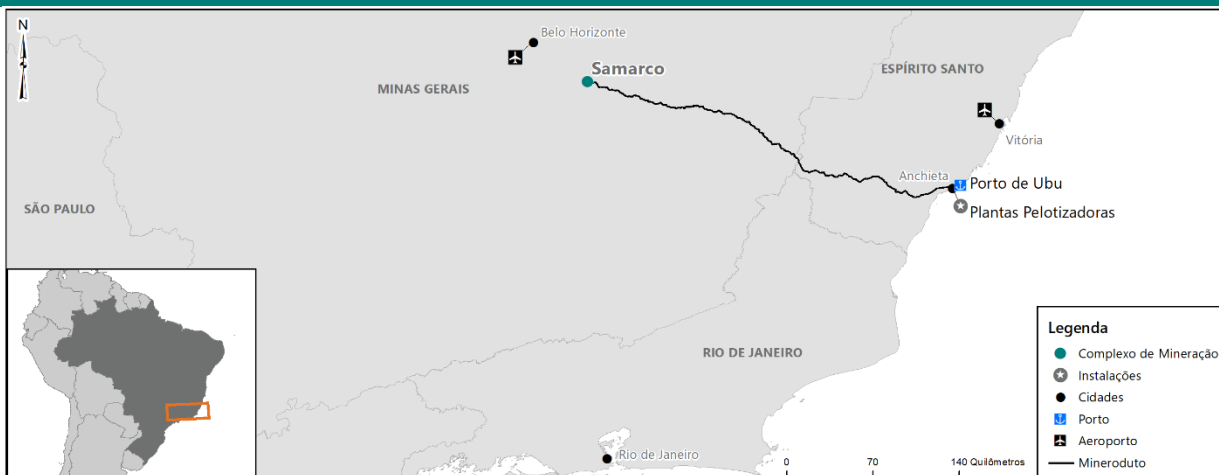 N
Belo Horizonte
Samarco
MINAS GERAIS
ESPÍRITO SANTO
Vitória
Anchieta
Porto de Ubu
Plantas Pelotizadoras
SÃO PAULO
RIO DE JANEIRO
Rio de Janeiro
0 70 140 Quilômetros
Legenda
Complexo de Mineração
Instalações
Cidades
Porto
Aeroporto
Mineroduto